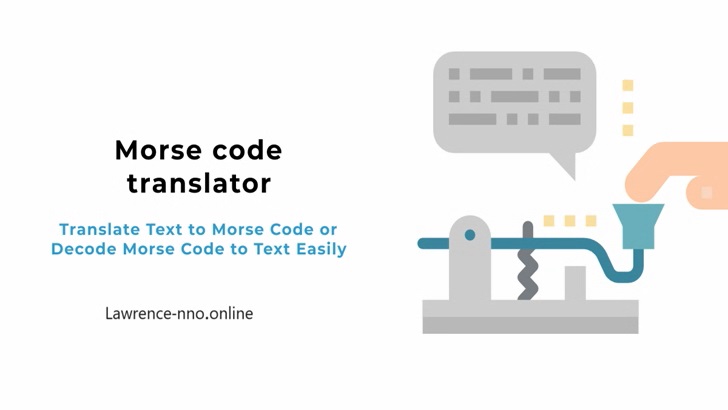 Morse code
translator
Translate Text to Morse Code or
Decode Morse Code to Text Easily
Lawrence-nno.online